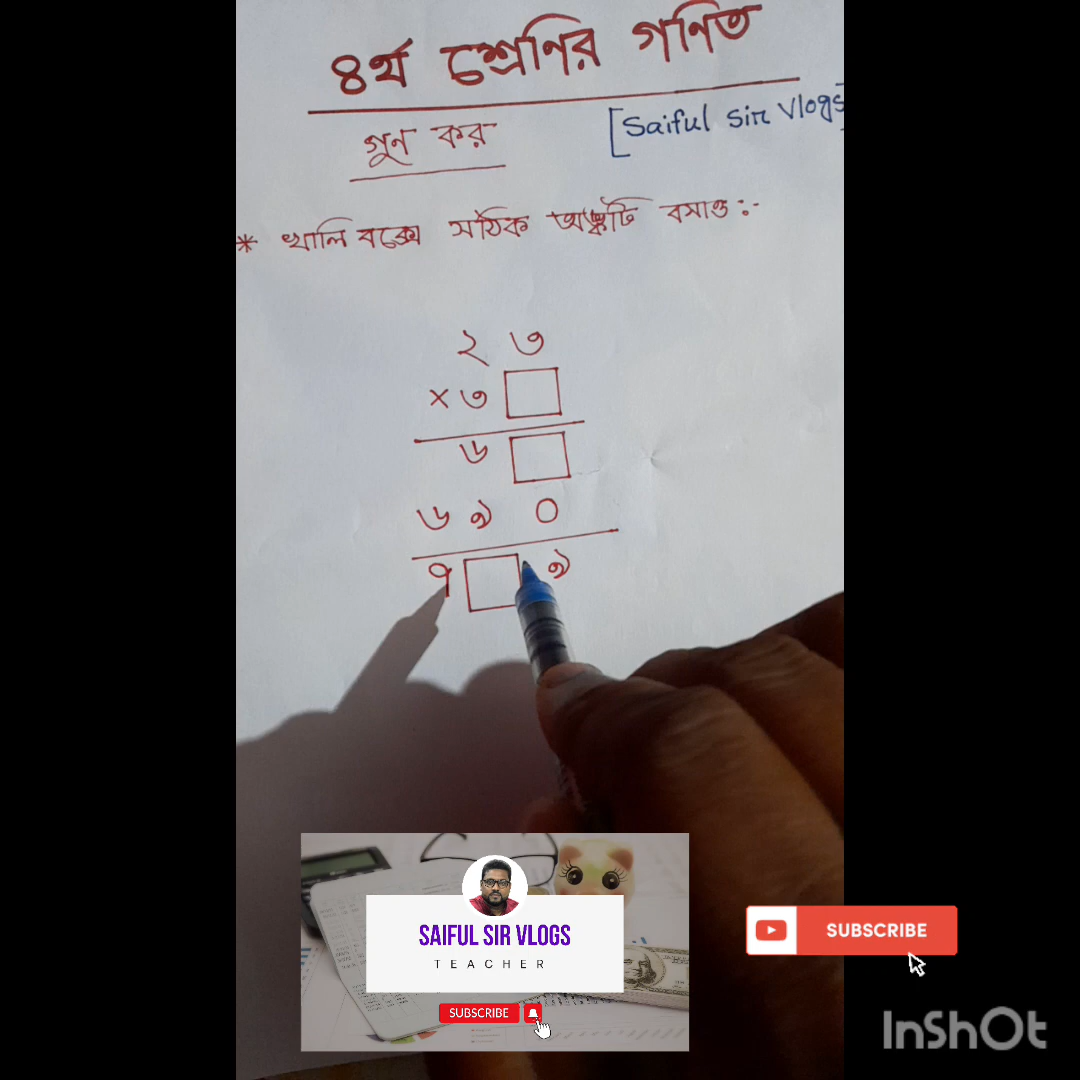 ৪র্থ শ্রেনির গনিত
গুন কর
[Saiful Sir Vlogs]
* খালি বক্সে সঠিক অঙ্কটি বসাও :-
২ ৩
× ৩
৬
৬ ৯ ০
৭ ৯
SAIFUL SIR VLOGS
TEACHER
SUBSCRIBE
SUBSCRIBE
InShOt